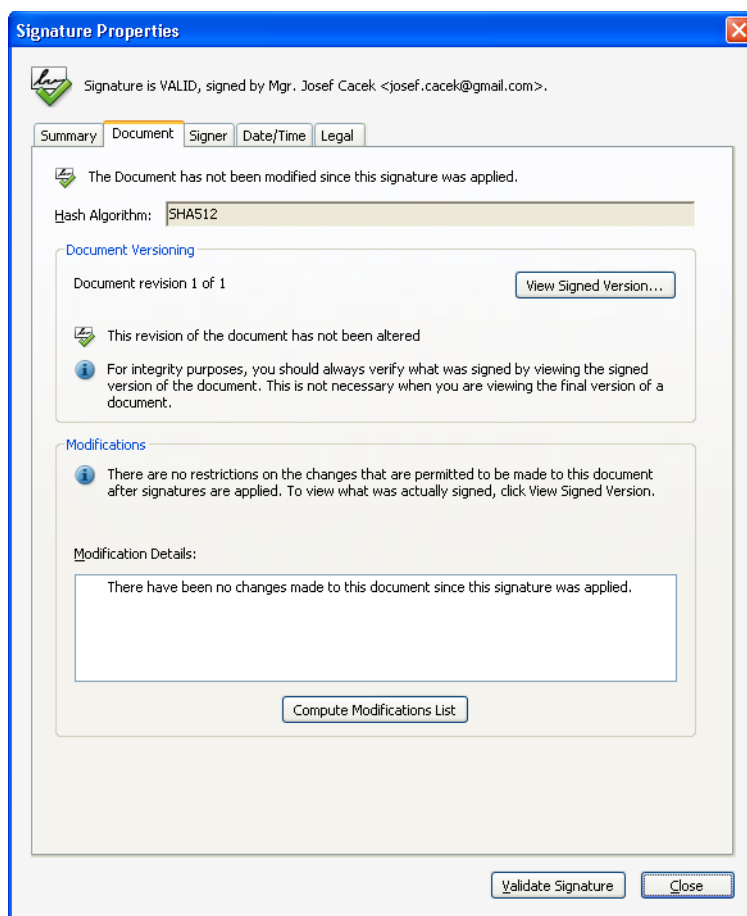 Signature Properties
Signature is VALID, signed by Mgr. Josef Cacek <josef.cacek@gmail.com>.
Summary Document Signer Date/Time Legal
The Document has not been modified since this signature was applied.
Hash Algorithm: SHA512
Document Versioning
Document revision 1 of 1 View Signed Version...
This revision of the document has not been altered
For integrity purposes, you should always verify what was signed by viewing the signed
version of the document. This is not necessary when you are viewing the final version of a
document.
Modifications
There are no restrictions on the changes that are permitted to be made to this document
after signatures are applied. To view what was actually signed, click View Signed Version.
Modification Details:
There have been no changes made to this document since this signature was applied.
Compute Modifications List
Validate Signature Close